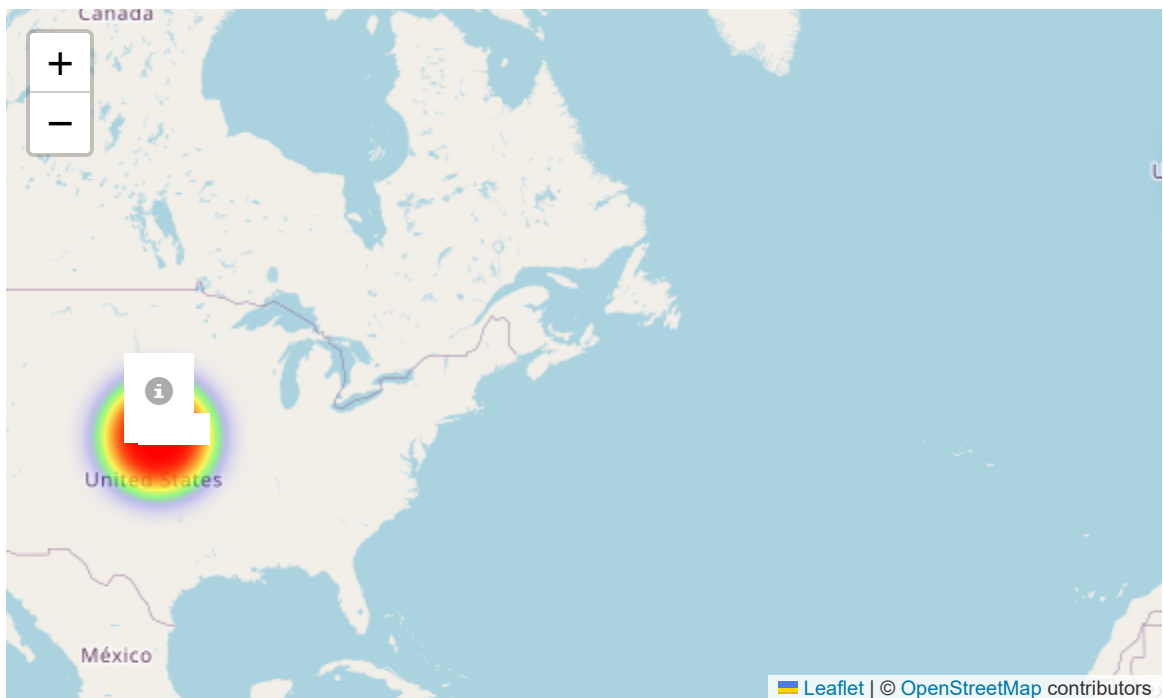 Canada
+
−
United States
México
Leaflet | © OpenStreetMap contributors